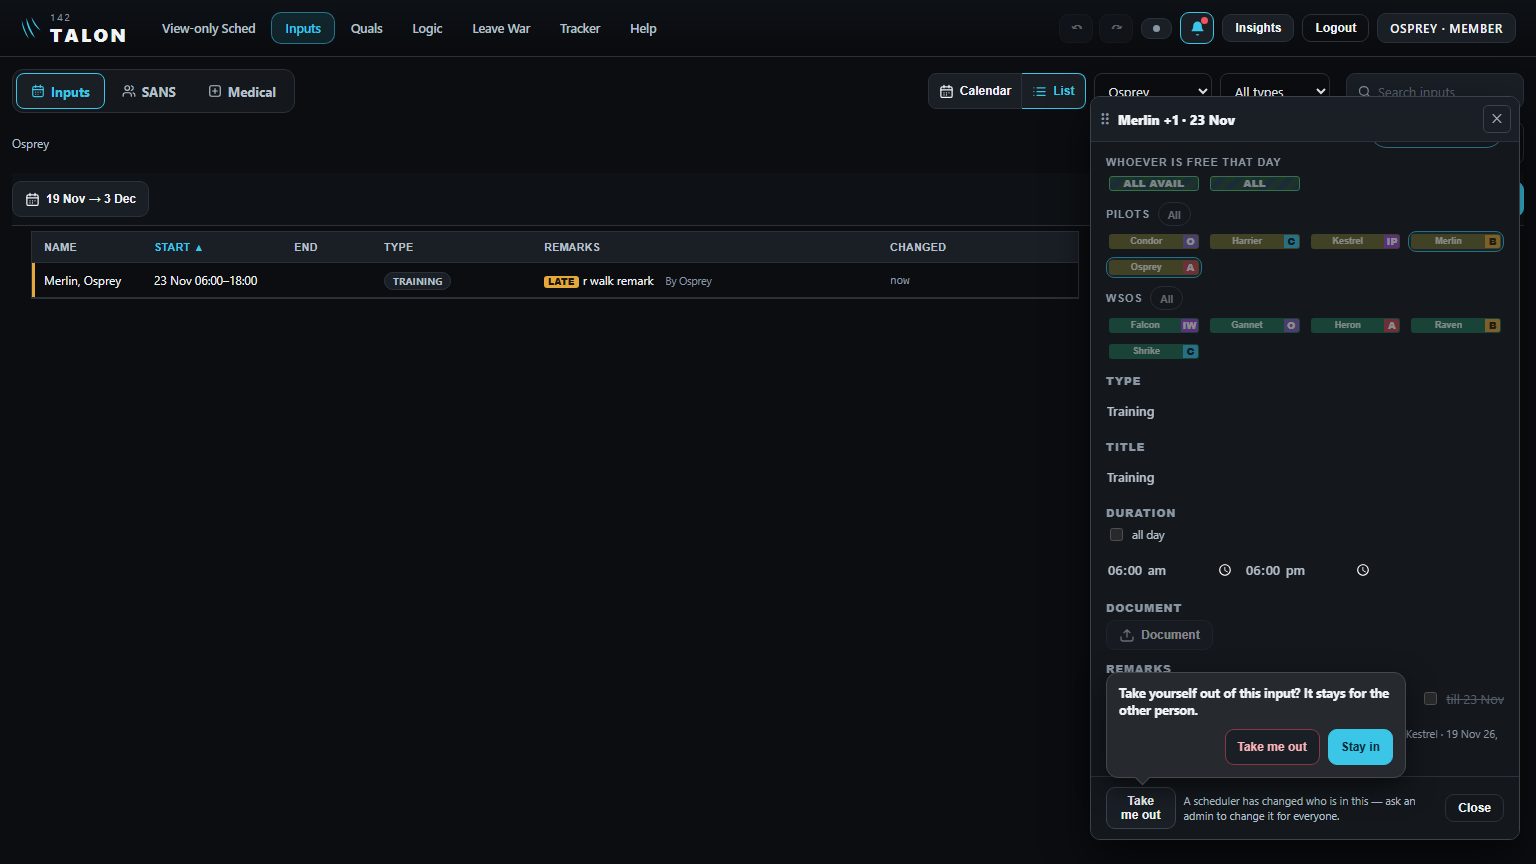 142
TALON
View-only Sched
Inputs
Quals
Logic
Leave War
Tracker
Help
Insights
Logout
OSPREY · MEMBER
Inputs
SANS
Medical
Calendar
List
Osprey
All types
Search inputs
Osprey
19 Nov → 3 Dec
NAME
START ▲
END
TYPE
REMARKS
CHANGED
Merlin, Osprey
23 Nov 06:00–18:00
TRAINING
LATE r walk remark
By Osprey
now
Merlin +1 · 23 Nov
WHOEVER IS FREE THAT DAY
ALL AVAIL
ALL
PILOTS
All
Condor O
Harrier C
Kestrel IP
Merlin B
Osprey A
WSOS
All
Falcon IW
Gannet O
Heron A
Raven B
Shrike C
TYPE
Training
TITLE
Training
DURATION
all day
06:00 am
06:00 pm
DOCUMENT
Document
REMARKS
till 23 Nov
Kestrel · 19 Nov 26,
Take yourself out of this input? It stays for the
other person.
Take me out
Stay in
Take
me out
A scheduler has changed who is in this — ask an
admin to change it for everyone.
Close